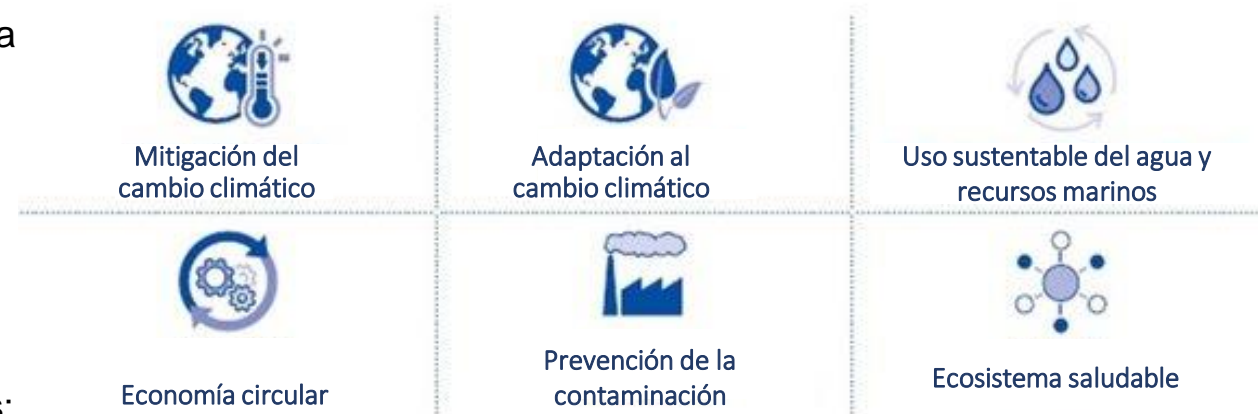 a
Mitigación del
cambio climático
Adaptación al
cambio climático
Uso sustentable del agua y
recursos marinos
Economía circular
Prevención de la
contaminación
Ecosistema saludable
s: